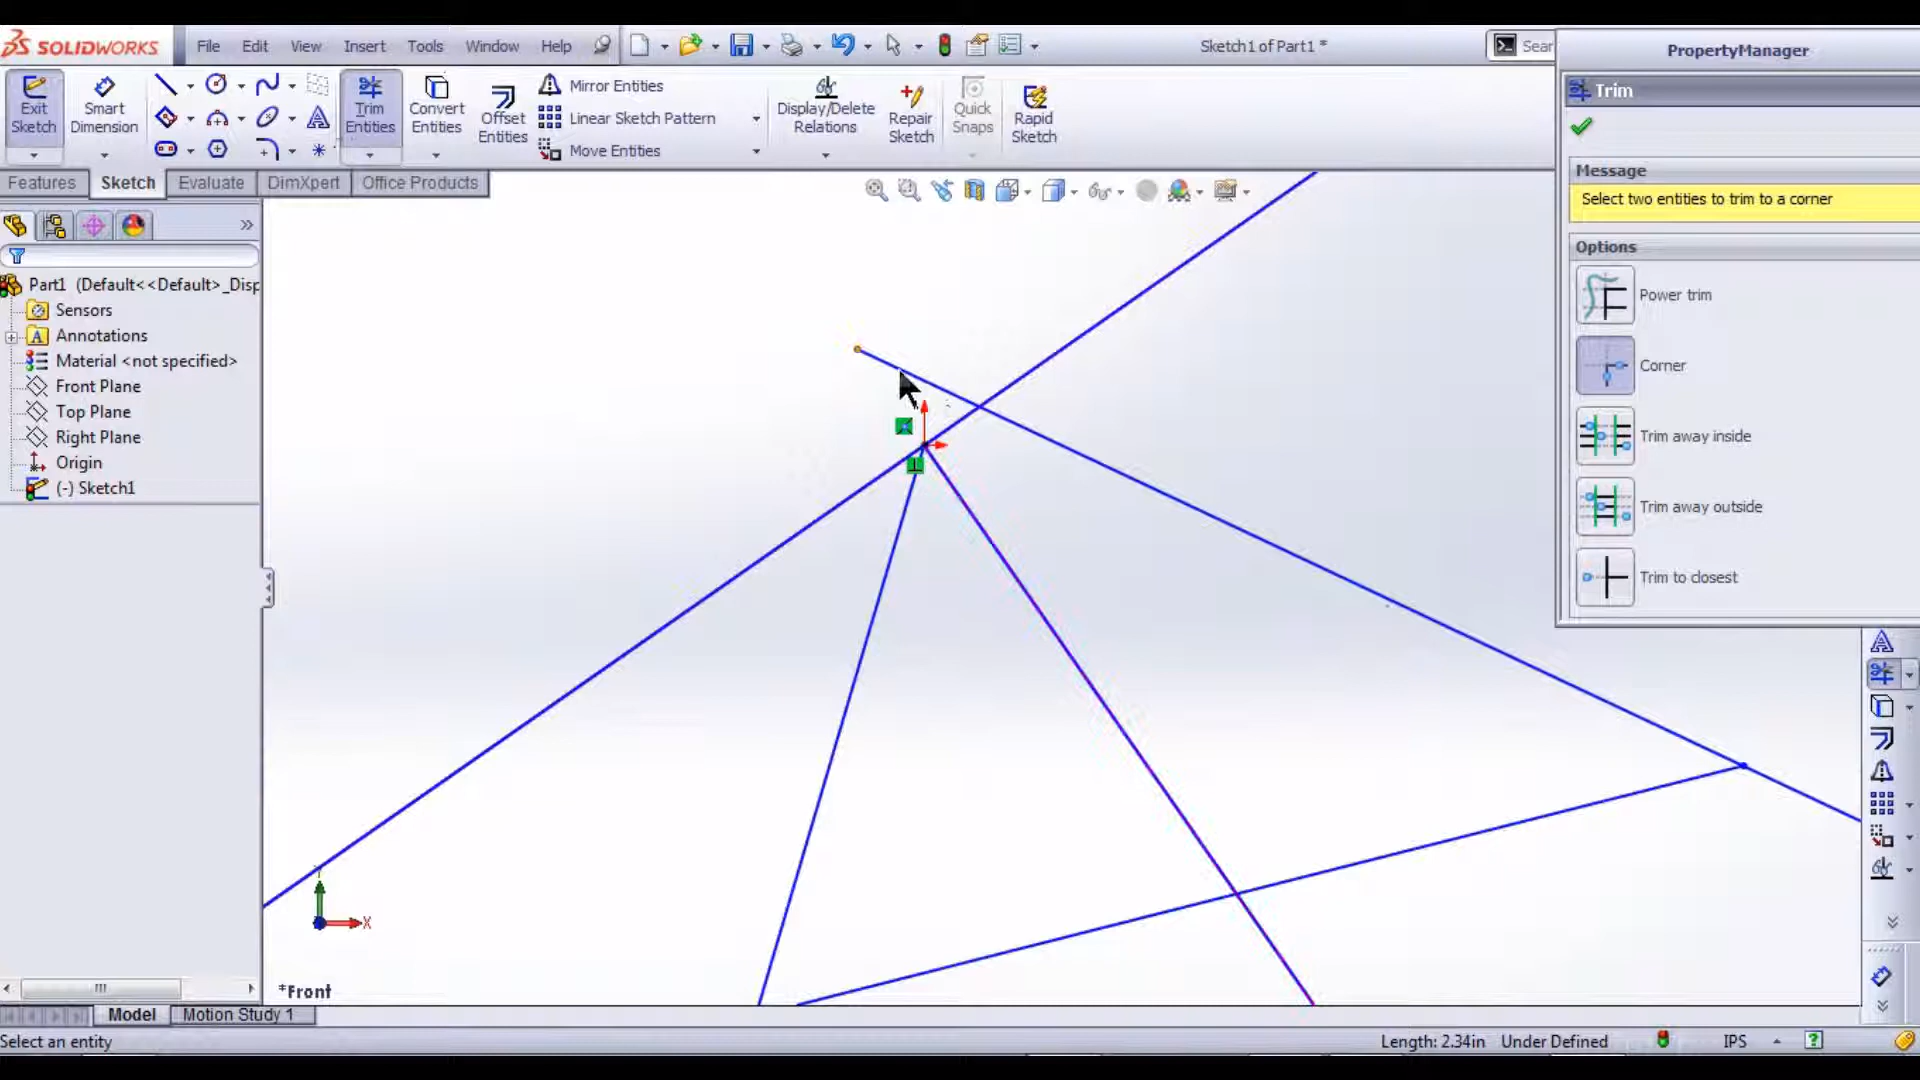 SOLIDWORKS
File Edit View Insert Tools Window Help
Sketch1 of Part1 *
Sear
PropertyManager
Exit Sketch
Smart Dimension
Trim Entities
Convert Entities
Offset Entities
Mirror Entities
Linear Sketch Pattern
Move Entities
Display/Delete Relations
Repair Sketch
Quick Snaps
Rapid Sketch
Features Sketch Evaluate DimXpert Office Products
Trim
Message
Select two entities to trim to a corner
Options
Power trim
Corner
Trim away inside
Trim away outside
Trim to closest
Part1 (Default<<Default>_Disp
Sensors
Annotations
Material <not specified>
Front Plane
Top Plane
Right Plane
Origin
(-) Sketch1
Y
X
*Front
Model Motion Study 1
Select an entity
Length: 2.34in Under Defined IPS